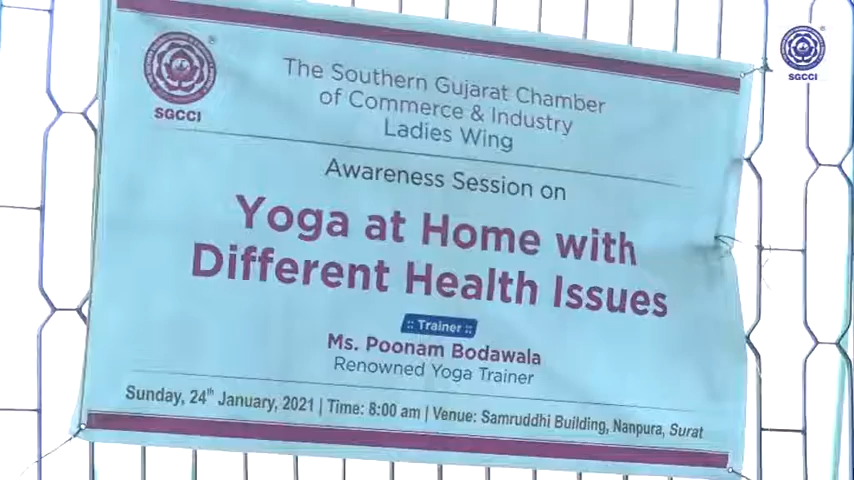 SGCCI
The Southern Gujarat Chamber
of Commerce & Industry
Ladies Wing
Awareness Session on
Yoga at Home with
Different Health Issues
:: Trainer ::
Ms. Poonam Bodawala
Renowned Yoga Trainer
Sunday, 24th January, 2021 | Time: 8:00 am | Venue: Samruddhi Building, Nanpura, Surat
SGCCI